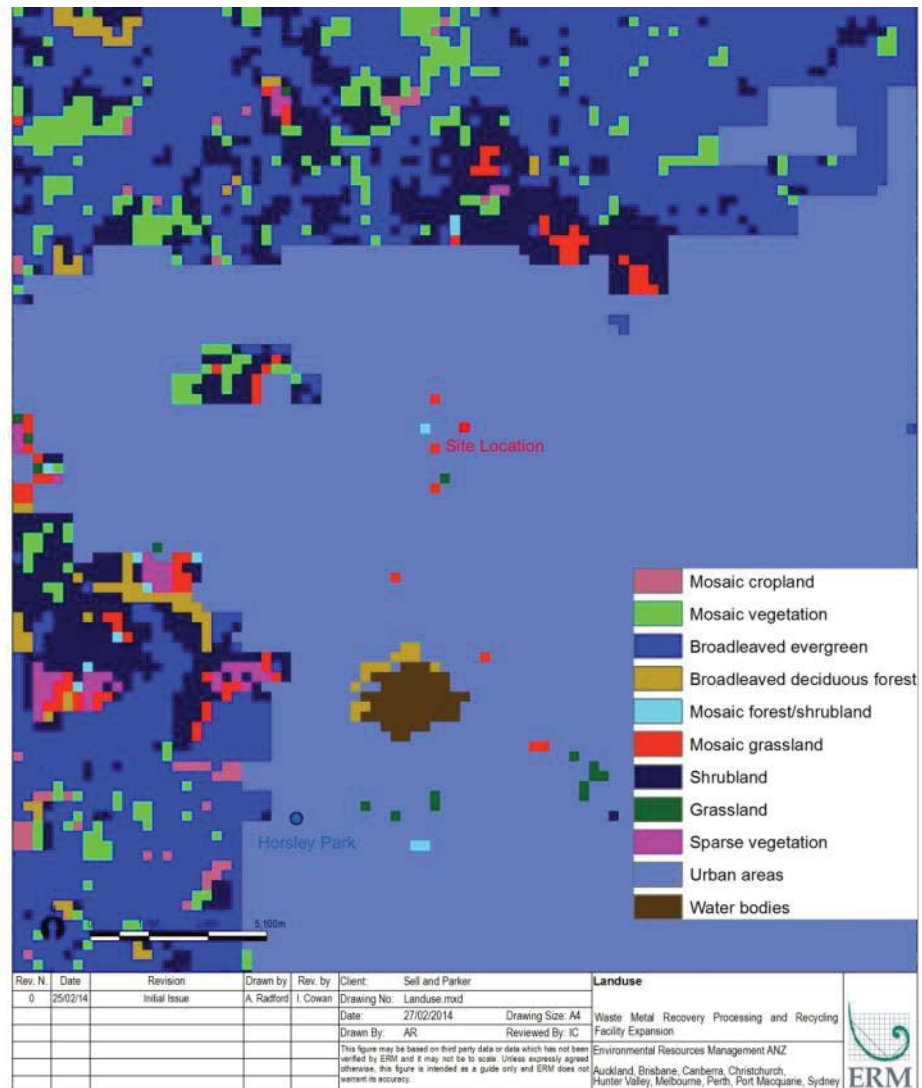 Site Location
Mosaic cropland
Mosaic vegetation
Broadleaved evergreen
Broadleaved deciduous forest
Mosaic forest/shrubland
Mosaic grassland
Shrubland
Grassland
Sparse vegetation
Urban areas
Water bodies
Horsley Park
5,100m
Rev. N. Date Revision Drawn by Rev. by Client: Sell and Parker
0 25/02/14 Initial Issue A. Radford I. Cowan Drawing No: Landuse.mxd
Date: 27/02/2014 Drawing Size: A4
Drawn By: AR Reviewed By: IC
This figure may be based on third party data or data which has not been
verified by ERM and it may not be to scale. Unless expressly agreed
otherwise, this figure is intended as a guide only and ERM does not
warrant its accuracy.
Landuse
Waste Metal Recovery Processing and Recycling
Facility Expansion
Environmental Resources Management ANZ
Auckland, Brisbane, Canberra, Christchurch,
Hunter Valley, Melbourne, Perth, Port Macquarie, Sydney
ERM